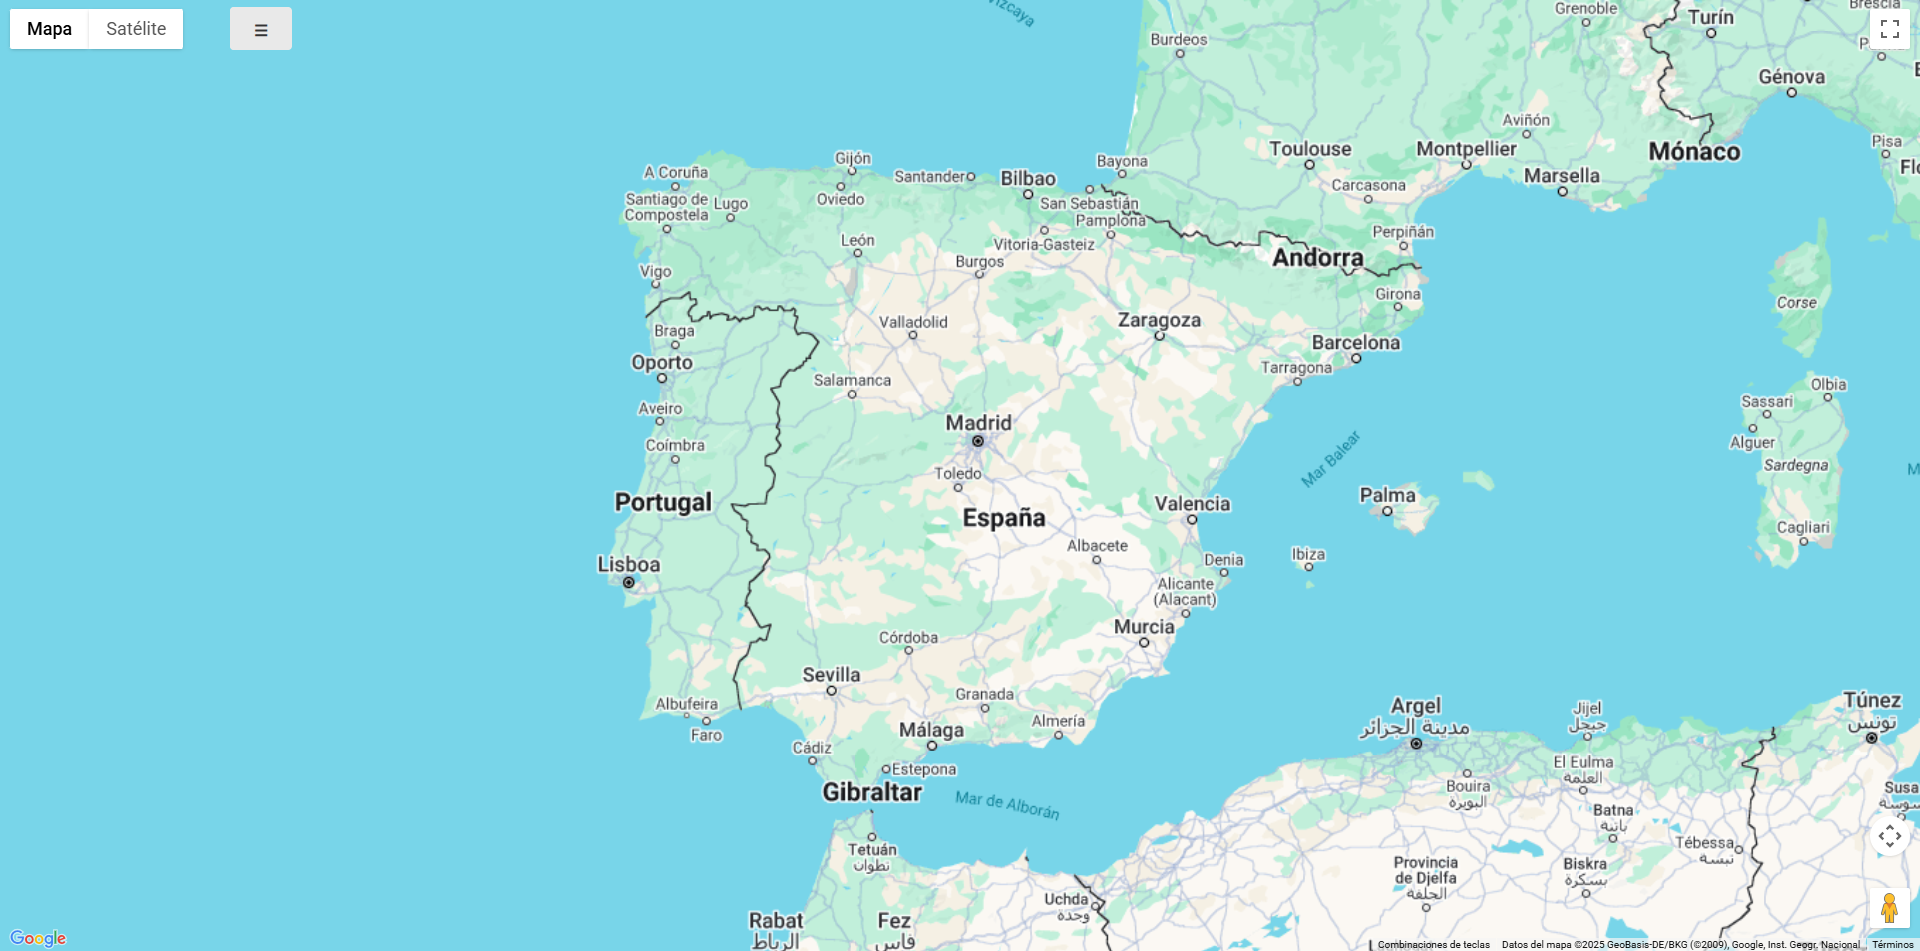 Mapa
Satélite
☰
Vizcaya
Grenoble
Turín
Brescia
Burdeos
Génova
Aviñón
Pisa
Toulouse
Montpellier
Mónaco
Marsella
Carcasona
Gijón
A Coruña
Bayona
Santander
Bilbao
Oviedo
Santiago de
Compostela
Lugo
San Sebastián
Pamplona
Perpiñán
León
Vitoria-Gasteiz
Andorra
Burgos
Vigo
Girona
Corse
Valladolid
Zaragoza
Braga
Barcelona
Oporto
Tarragona
Salamanca
Olbia
Sassari
Aveiro
Madrid
Alguer
Coímbra
Mar Balear
Sardegna
Toledo
Portugal
Palma
Valencia
España
Cagliari
Albacete
Ibiza
Denia
Lisboa
Alicante
(Alacant)
Murcia
Córdoba
Sevilla
Granada
Albufeira
Almería
Argel
مدينة الجزائر
Jijel
جيجل
Túnez
تونس
Faro
Málaga
Cádiz
Estepona
El Eulma
العلمة
Gibraltar
Mar de Alborán
Bouira
البويرة
Susa
سوسة
Batna
باتنة
Tetuán
تطوان
Tébessa
تبسة
Provincia
de Djelfa
الجلفة
Biskra
بسكرة
Uchda
وجدة
Rabat
الرباط
Fez
فاس
Google
Combinaciones de teclas
Datos del mapa ©2025 GeoBasis-DE/BKG (©2009), Google, Inst. Geogr. Nacional
Términos